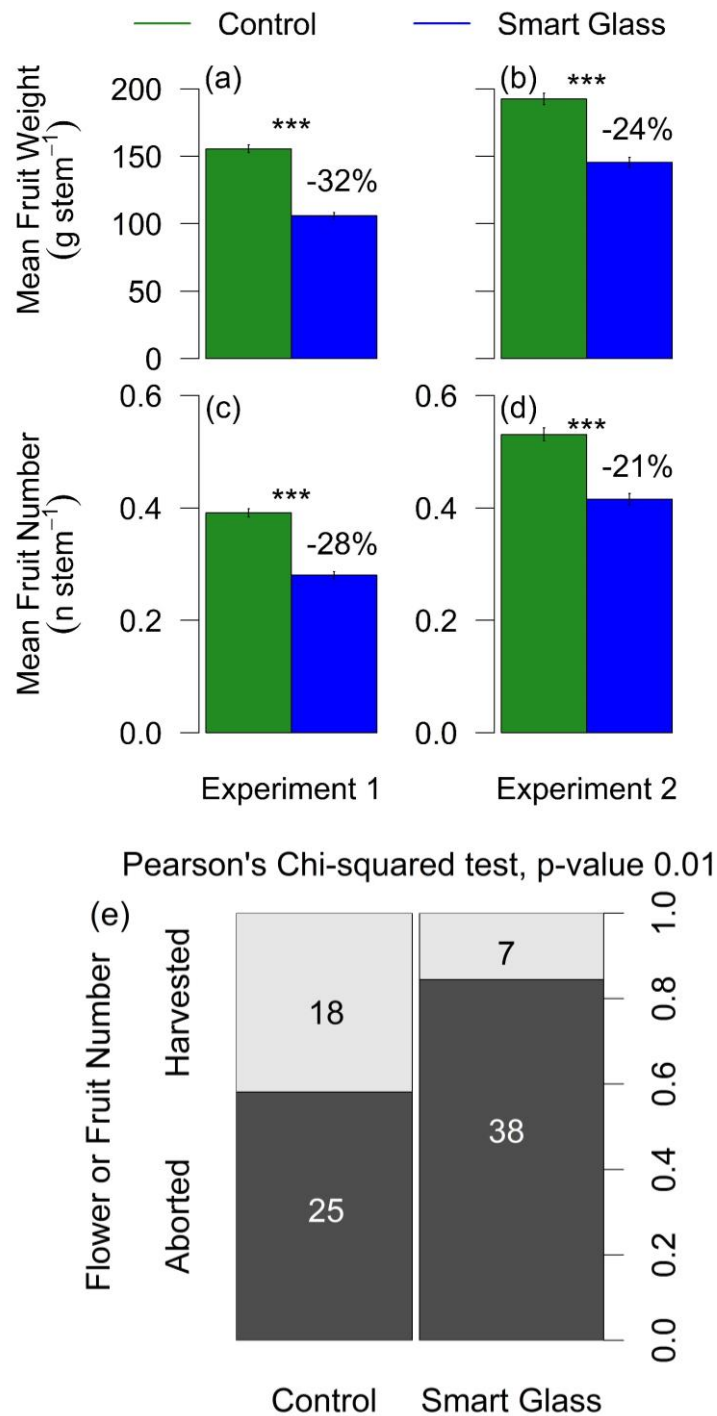 Control
Smart Glass
(a)
(b)
Mean Fruit Weight
(g stem⁻¹)
200
150
100
50
0
***
-32%
***
-24%
(c)
(d)
Mean Fruit Number
(n stem⁻¹)
0.6
0.4
0.2
0.0
***
-28%
0.6
0.4
0.2
0.0
***
-21%
Experiment 1
Experiment 2
Pearson's Chi-squared test, p-value 0.01
(e)
Flower or Fruit Number
Harvested
Aborted
18
25
7
38
1.0
0.8
0.6
0.4
0.2
0.0
Control
Smart Glass